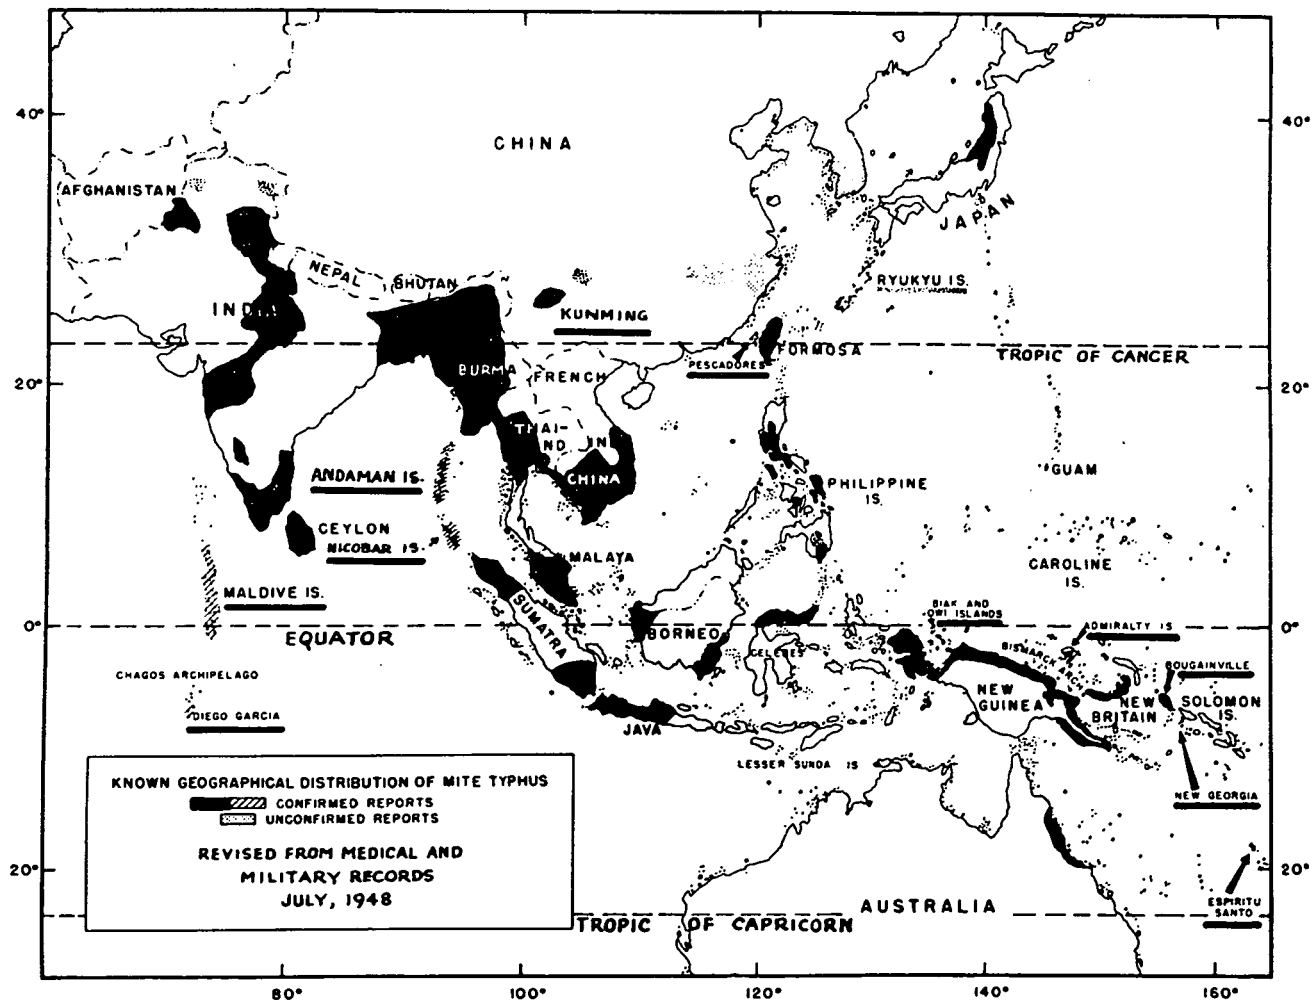 40°
40°
CHINA
AFGHANISTAN
JAPAN
NEPAL
BHUTAN
RYUKYU IS.
INDIA
KUNMING
FORMOSA
TROPIC OF CANCER
PESCADORES
BURMA
FRENCH
20°
20°
THAI-
ND
IN
CHINA
GUAM
ANDAMAN IS.
PHILIPPINE
IS.
CEYLON
NICOBAR IS.
MALAYA
CAROLINE
IS.
MALDIVE IS.
SUMATRA
BIAK AND
OWI ISLANDS
ADMIRALTY IS
0°
EQUATOR
BORNEO
0°
CELEBES
BISMARCK ARCH
BOUGAINVILLE
CHAGOS ARCHIPELAGO
DIEGO GARCIA
NEW
GUINEA
NEW
BRITAIN
SOLOMON
IS.
JAVA
LESSER SUNDA IS
NEW GEORGIA
KNOWN GEOGRAPHICAL DISTRIBUTION OF MITE TYPHUS
CONFIRMED REPORTS
UNCONFIRMED REPORTS
REVISED FROM MEDICAL AND
MILITARY RECORDS
JULY, 1948
20°
20°
AUSTRALIA
ESPIRITU
SANTO
TROPIC OF CAPRICORN
80°
100°
120°
140°
160°